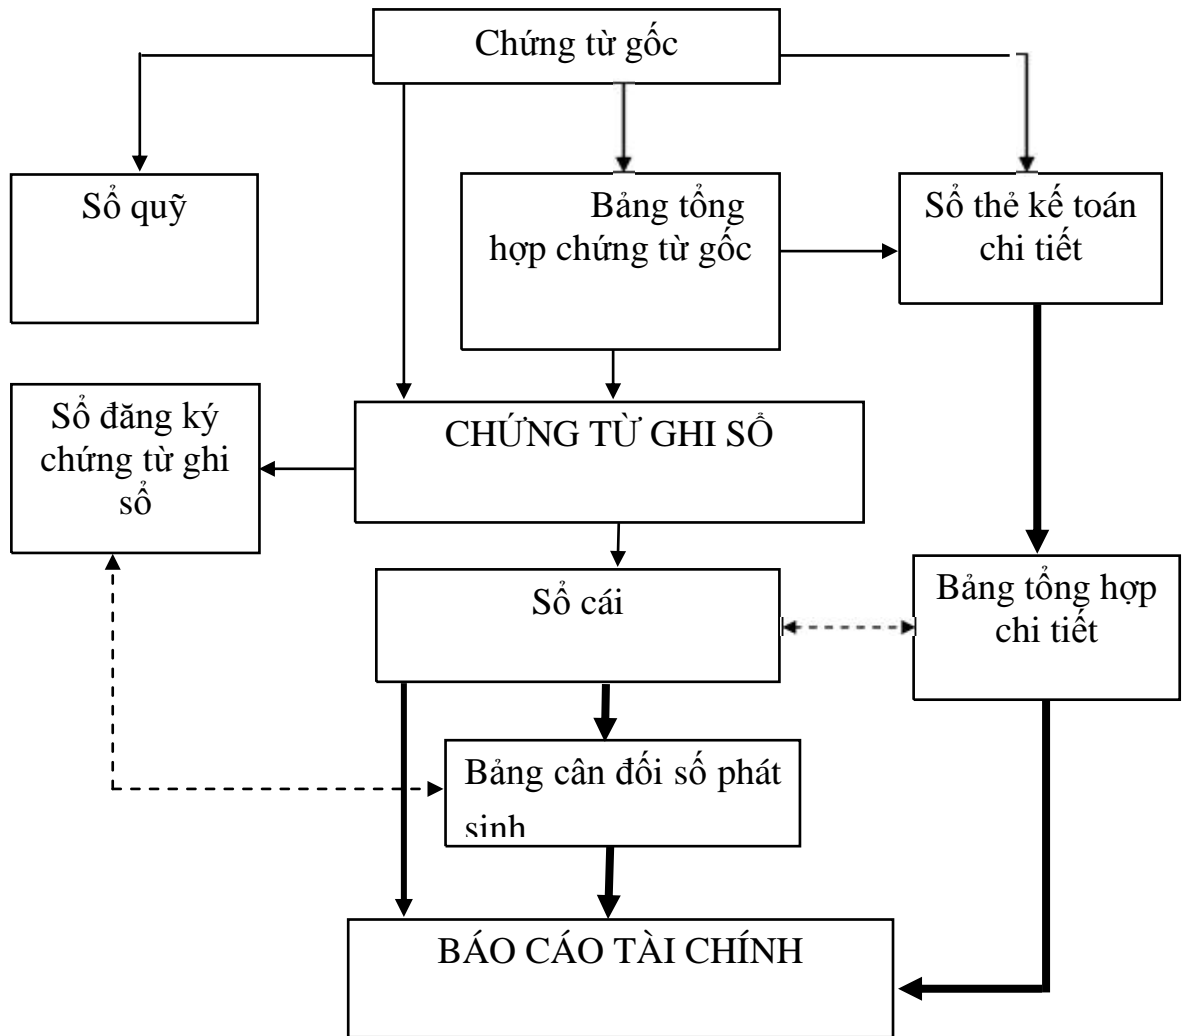 Chứng từ gốc
Sổ quỹ
Bảng tổng
hợp chứng từ gốc
Sổ thẻ kế toán
chi tiết
Sổ đăng ký
chứng từ ghi
sổ
CHỨNG TỪ GHI SỔ
Sổ cái
Bảng tổng hợp
chi tiết
Bảng cân đối số phát
sinh
BÁO CÁO TÀI CHÍNH